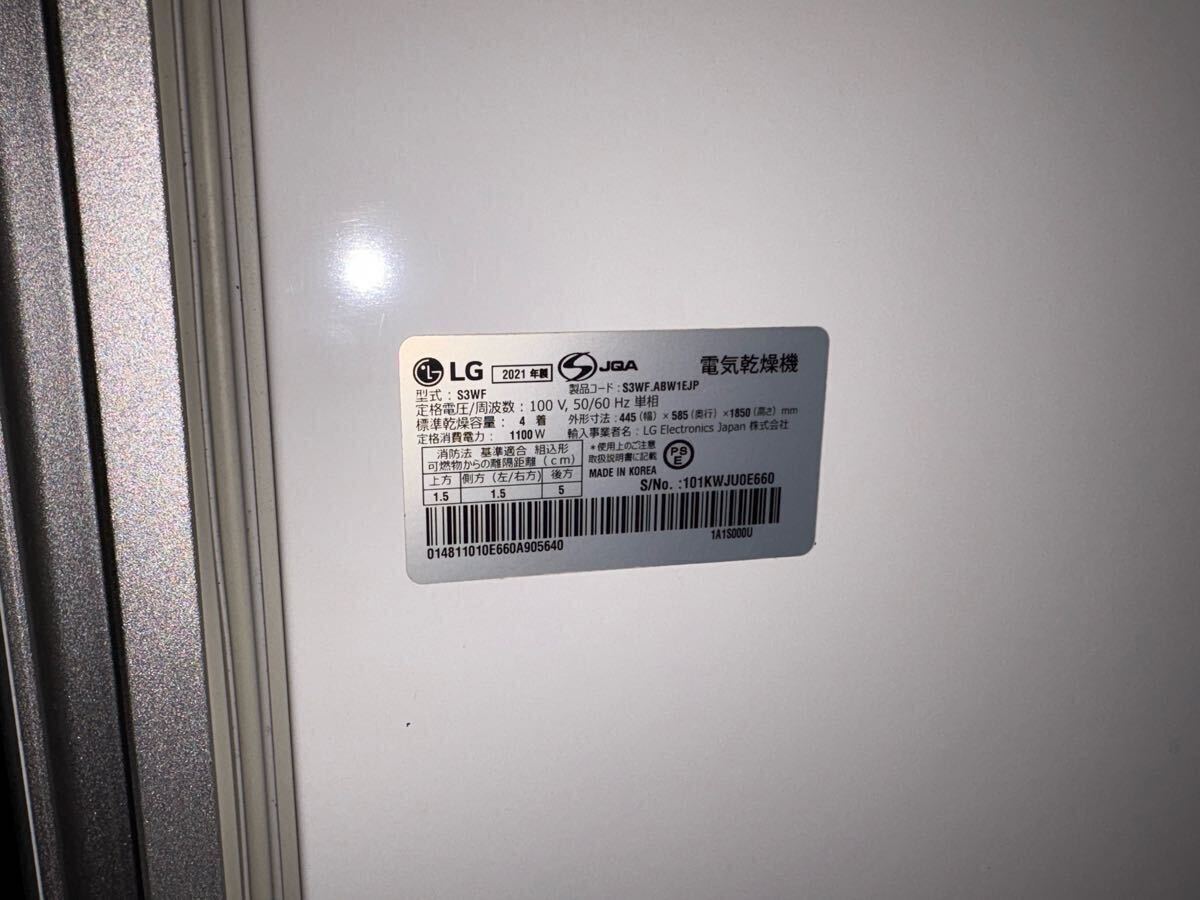 LG 2021 年製 JQA 電気乾燥機
型式 : S3WF 製品コード : S3WF.ABW1EJP
定格電圧/周波数 : 100 V, 50/60 Hz 単相
標準乾燥容量 : 4 着 外形寸法 : 445 (幅) × 585 (奥行) × 1850 (高さ) mm
定格消費電力 : 1100 W 輸入事業者名 : LG Electronics Japan 株式会社
消防法 基準適合 組込形
可燃物からの離隔距離 (cm)
上方 側方 (左/右方) 後方
1.5 1.5 5
*使用上のご注意
取扱説明書に記載
PS
E
MADE IN KOREA
S/No. :101KWJU0E660
014811010E660A905640
1A1S000U